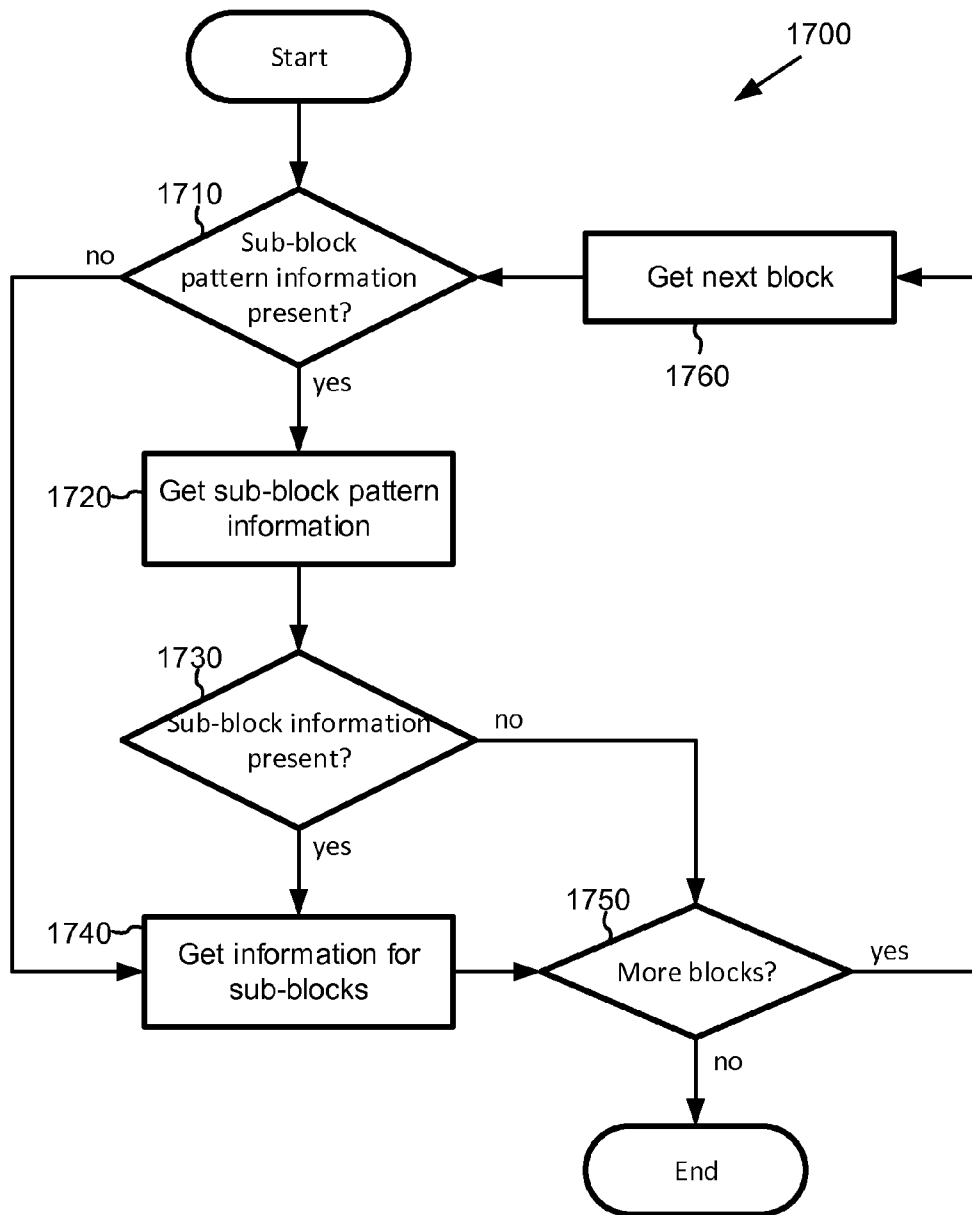 Start
1700
1710
Sub-block
pattern information
present?
no
yes
Get next block
1760
1720
Get sub-block pattern
information
1730
Sub-block information
present?
no
yes
1740
Get information for
sub-blocks
1750
More blocks?
yes
no
End